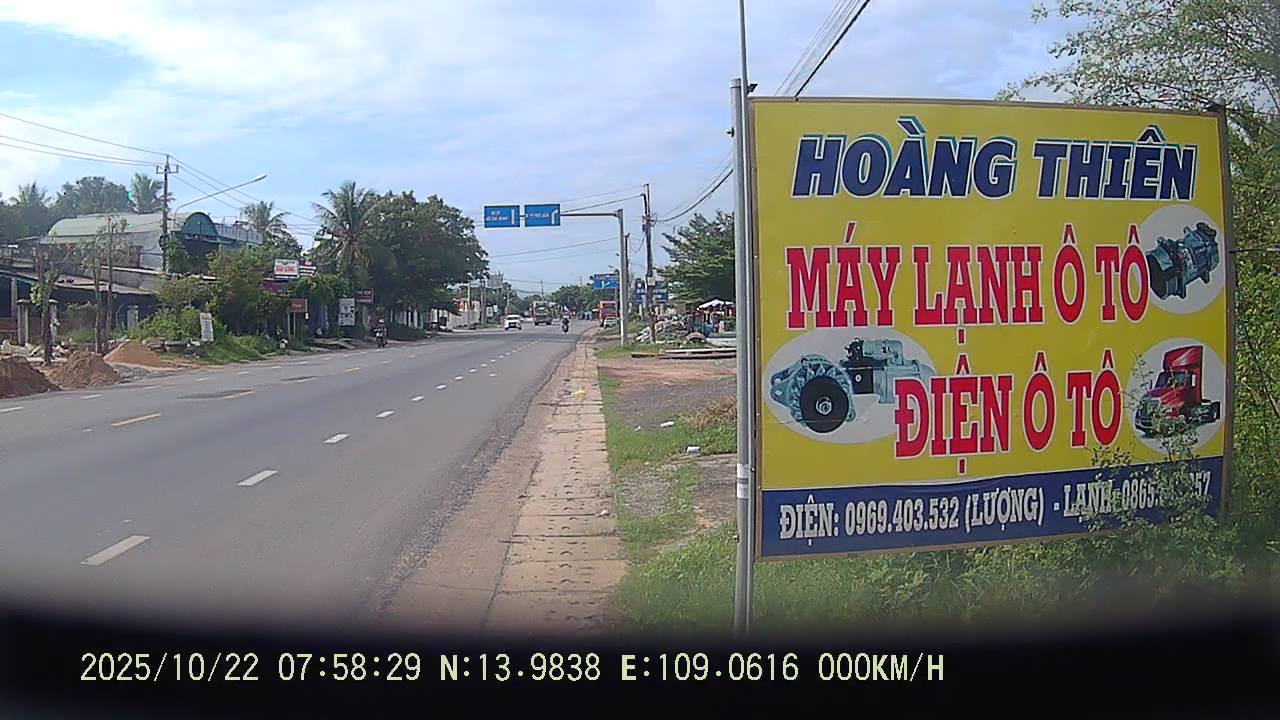 HOÀNG THIÊN
MÁY LẠNH Ô TÔ
ĐIỆN Ô TÔ
ĐIỆN: 0969.403.532 (LƯỢNG) - LẠNH:
2025/10/22 07:58:29 N:13.9838 E:109.0616 000KM/H